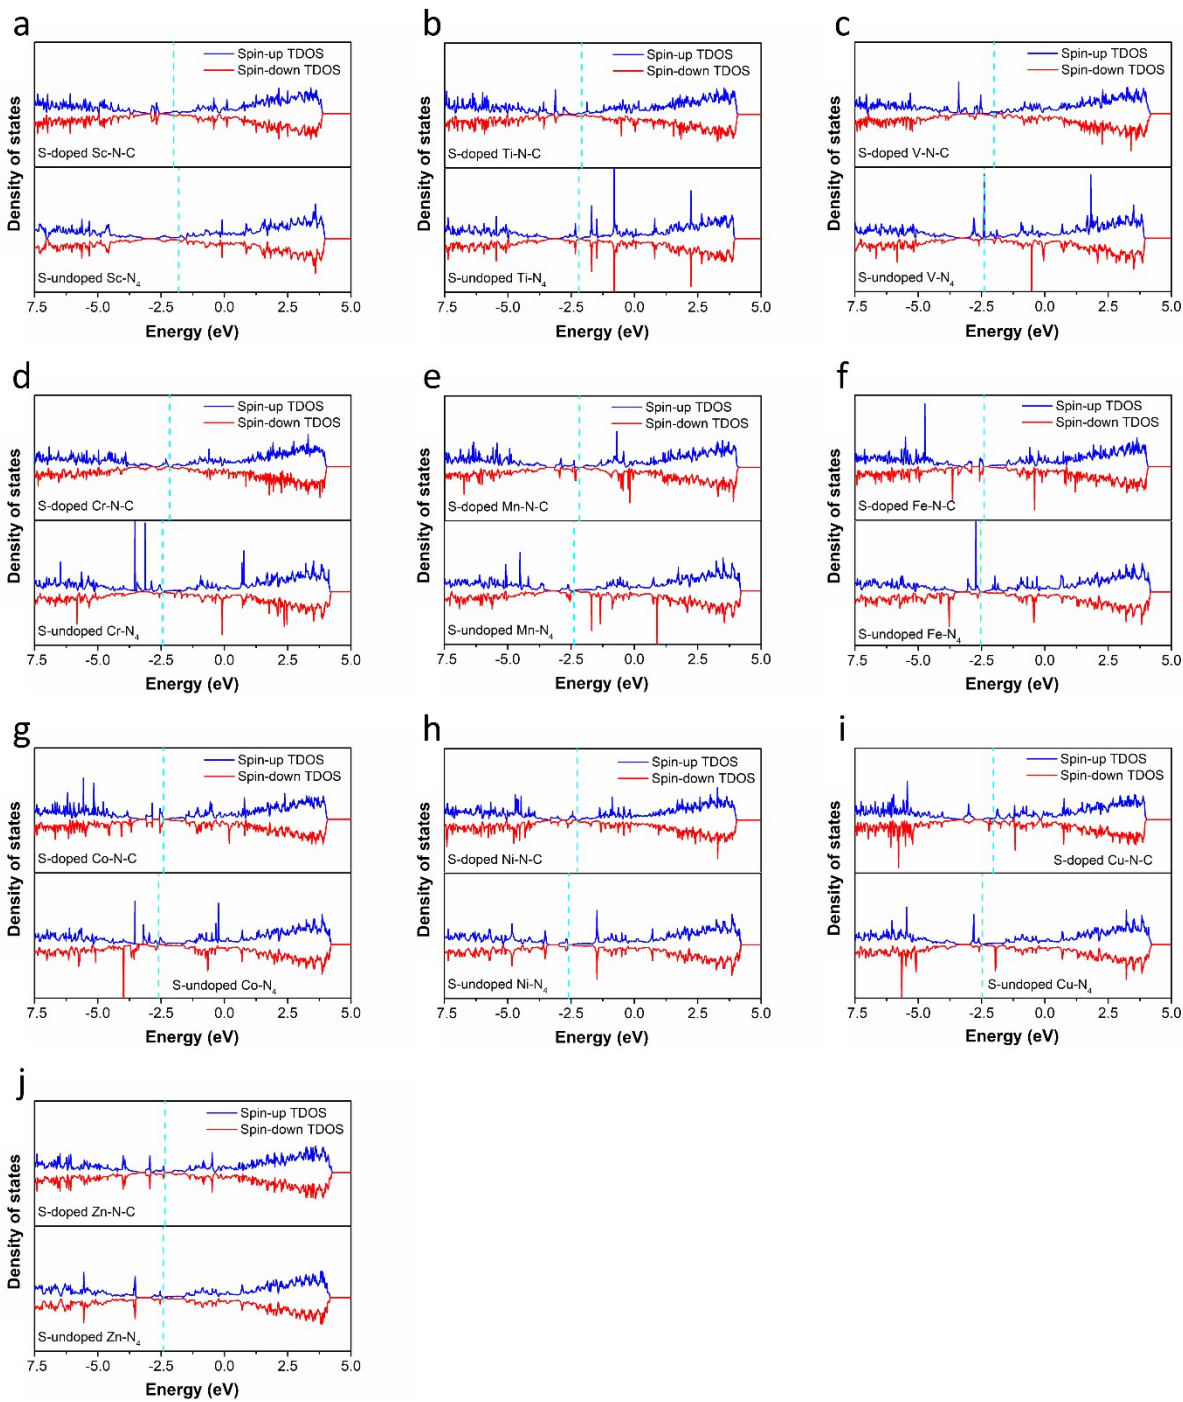 a
Spin-up TDOS
Spin-down TDOS
S-doped Sc-N-C
S-undoped Sc-N4
Density of states
7.5 -5.0 -2.5 0.0 2.5 5.0
Energy (eV)
b
Spin-up TDOS
Spin-down TDOS
S-doped Ti-N-C
S-undoped Ti-N4
Density of states
7.5 -5.0 -2.5 0.0 2.5 5.0
Energy (eV)
c
Spin-up TDOS
Spin-down TDOS
S-doped V-N-C
S-undoped V-N4
Density of states
7.5 -5.0 -2.5 0.0 2.5 5.0
Energy (eV)
d
Spin-up TDOS
Spin-down TDOS
S-doped Cr-N-C
S-undoped Cr-N4
Density of states
7.5 -5.0 -2.5 0.0 2.5 5.0
Energy (eV)
e
Spin-up TDOS
Spin-down TDOS
S-doped Mn-N-C
S-undoped Mn-N4
Density of states
7.5 -5.0 -2.5 0.0 2.5 5.0
Energy (eV)
f
Spin-up TDOS
Spin-down TDOS
S-doped Fe-N-C
S-undoped Fe-N4
Density of states
7.5 -5.0 -2.5 0.0 2.5 5.0
Energy (eV)
g
Spin-up TDOS
Spin-down TDOS
S-doped Co-N-C
S-undoped Co-N4
Density of states
7.5 -5.0 -2.5 0.0 2.5 5.0
Energy (eV)
h
Spin-up TDOS
Spin-down TDOS
S-doped Ni-N-C
S-undoped Ni-N4
Density of states
7.5 -5.0 -2.5 0.0 2.5 5.0
Energy (eV)
i
Spin-up TDOS
Spin-down TDOS
S-doped Cu-N-C
S-undoped Cu-N4
Density of states
7.5 -5.0 -2.5 0.0 2.5 5.0
Energy (eV)
j
Spin-up TDOS
Spin-down TDOS
S-doped Zn-N-C
S-undoped Zn-N4
Density of states
7.5 -5.0 -2.5 0.0 2.5 5.0
Energy (eV)